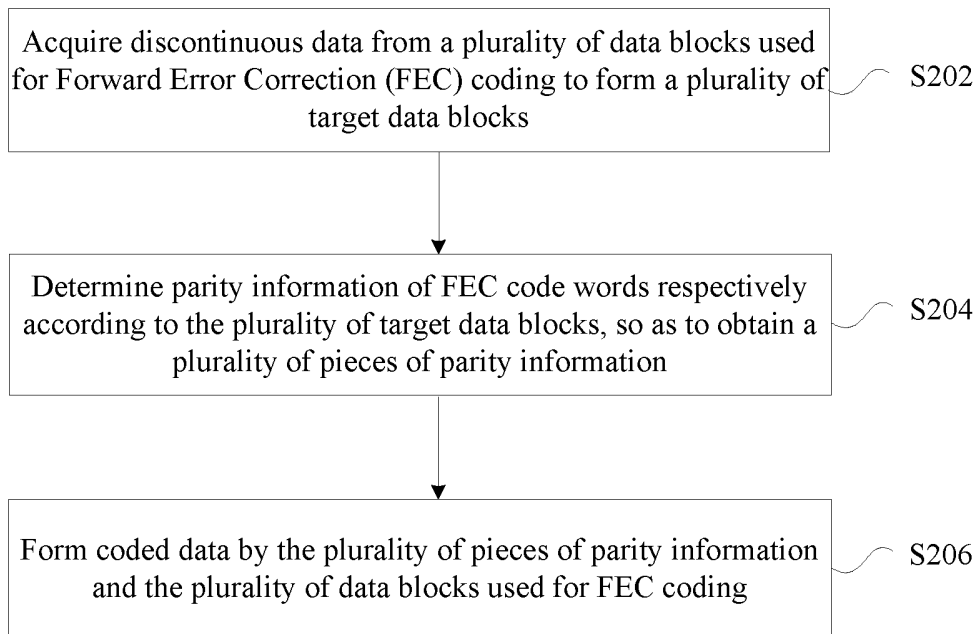 Acquire discontinuous data from a plurality of data blocks used
for Forward Error Correction (FEC) coding to form a plurality of
target data blocks
S202
Determine parity information of FEC code words respectively
according to the plurality of target data blocks, so as to obtain a
plurality of pieces of parity information
S204
Form coded data by the plurality of pieces of parity information
and the plurality of data blocks used for FEC coding
S206